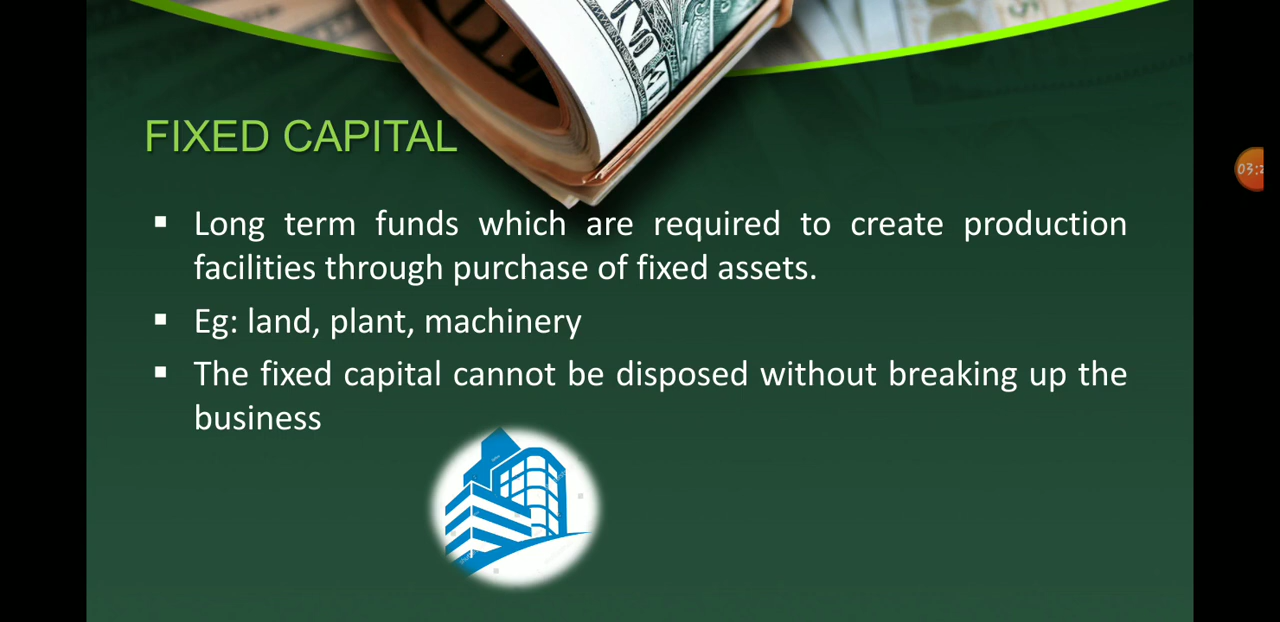 FIXED CAPITAL
▪ Long term funds which are required to create production
facilities through purchase of fixed assets.
▪ Eg: land, plant, machinery
▪ The fixed capital cannot be disposed without breaking up the
business